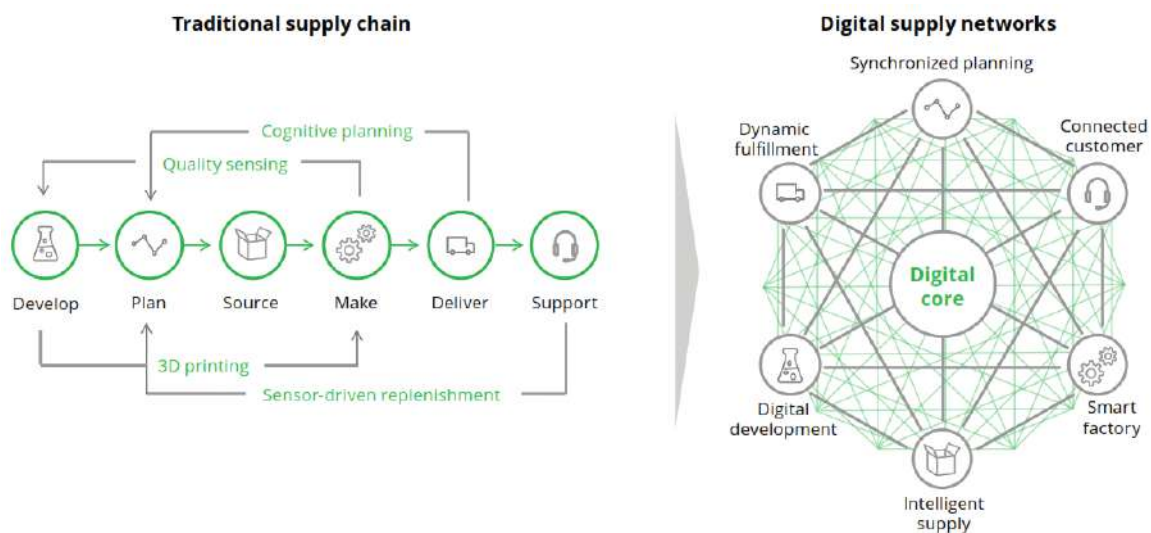 Traditional supply chain
Cognitive planning
Quality sensing
Develop
Plan
Source
Make
Deliver
Support
3D printing
Sensor-driven replenishment
Digital supply networks
Synchronized planning
Dynamic
fulfillment
Connected
customer
Digital
core
Digital
development
Smart
factory
Intelligent
supply